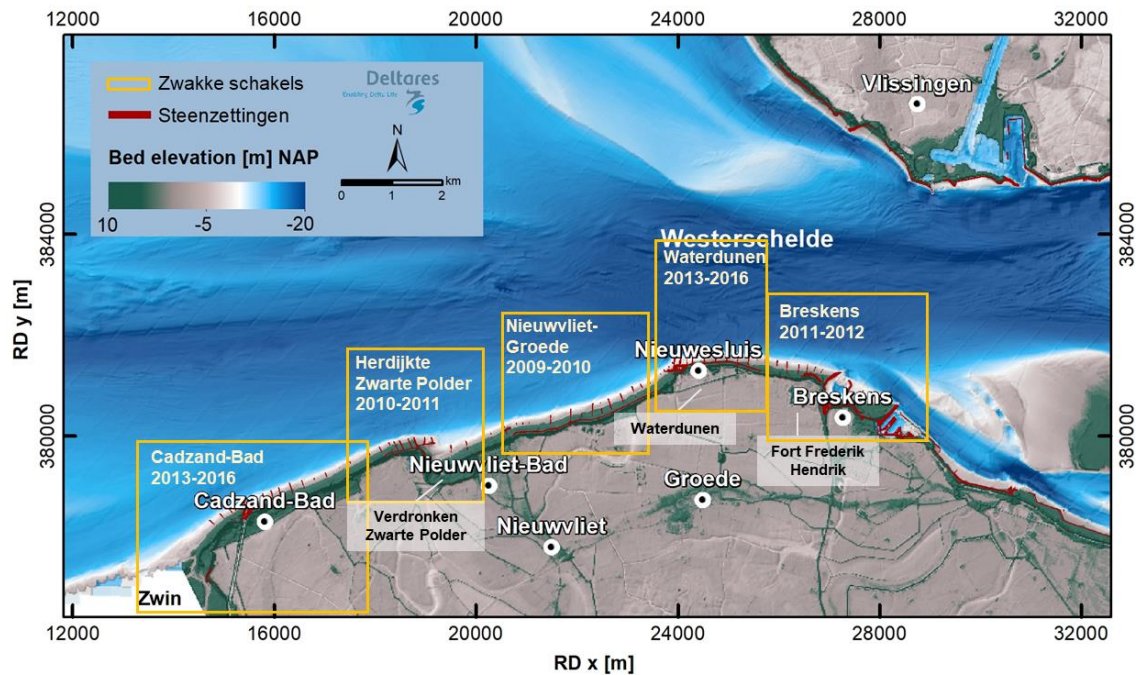 12000 16000 20000 24000 28000 32000
Zwakke schakels
Steenzettingen
Deltares
Enabling Delta Life
N
Bed elevation [m] NAP
10 -5 -20
0 1 2 km
Vlissingen
384000
384000
RD y [m]
Westerschelde
Waterdunen
2013-2016
Breskens
2011-2012
Nieuwvliet-
Groede
2009-2010
Nieuwesluis
Herdijkte
Zwarte Polder
2010-2011
Breskens
380000
380000
Waterdunen
Fort Frederik
Hendrik
Cadzand-Bad
2013-2016
Nieuwvliet-Bad
Groede
Cadzand-Bad
Verdronken
Zwarte Polder
Nieuwvliet
Zwin
12000 16000 20000 24000 28000 32000
RD x [m]